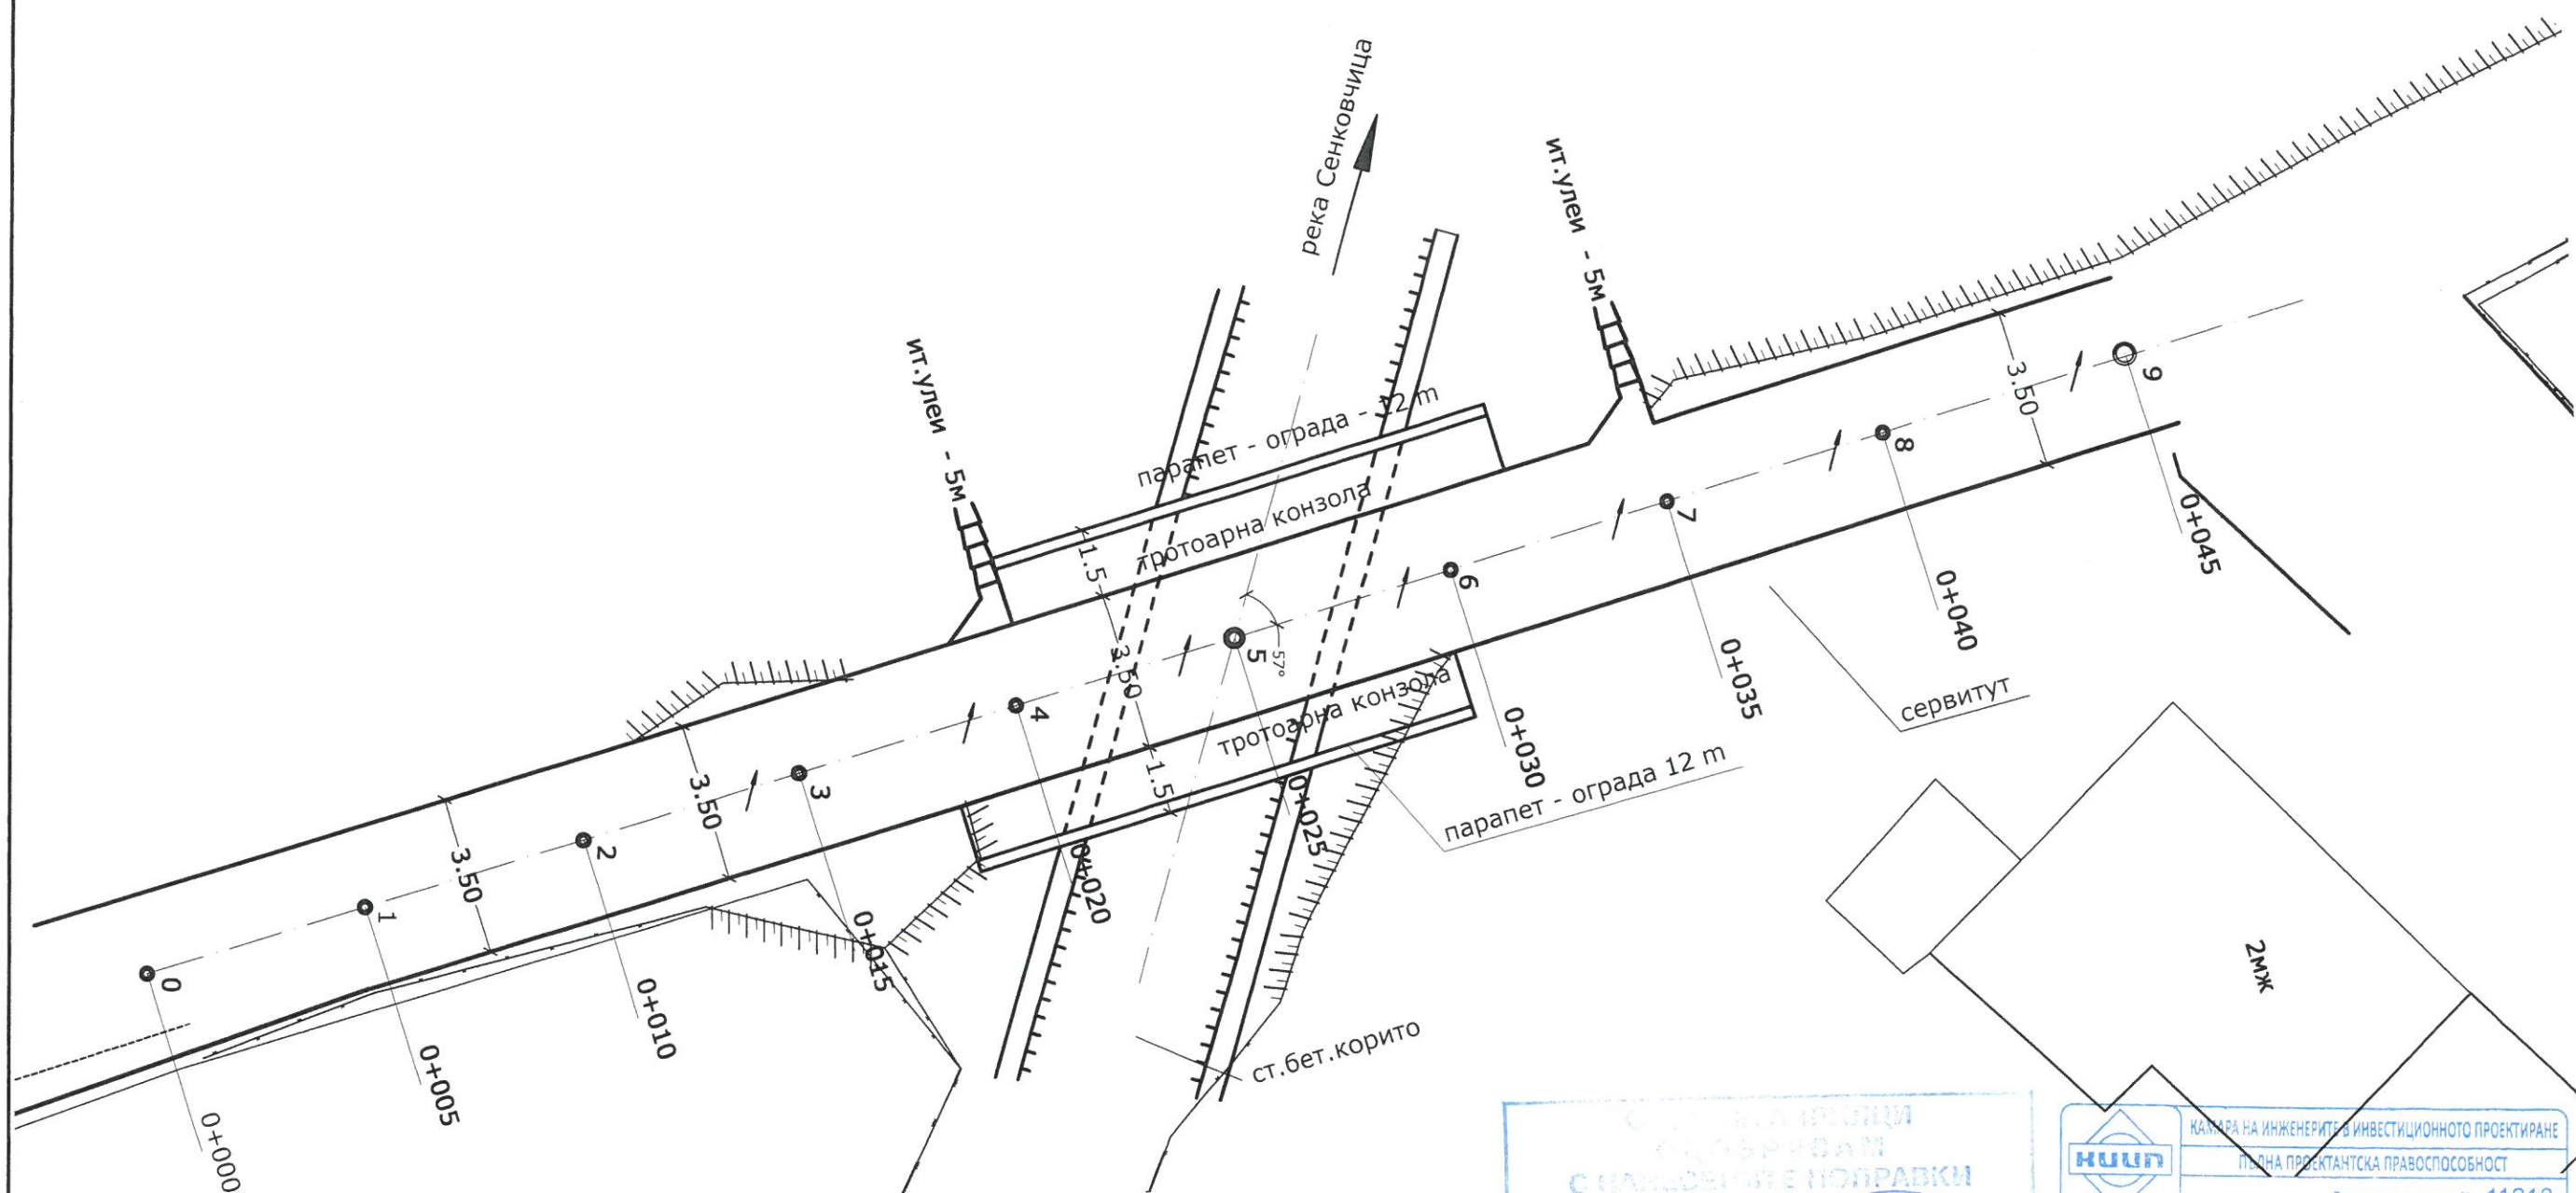 река Сенковчица
ит.улеи - 5м
ит.улеи - 5м
парапет - ограда - 12 m
тротоарна конзола
1.5
3.50
1.5
тротоарна конзола
парапет - ограда 12 m
57°
3.50
3.50
3.50
0
1
2
3
4
5
6
7
8
9
0+000
0+005
0+010
0+015
0+020
0+025
0+030
0+035
0+040
0+045
сервитут
ст.бет.корито
2мж
С НАНЕСЕНИТЕ ПОПРАВКИ
КАМАРА НА ИНЖЕНЕРИТЕ В ИНВЕСТИЦИОННОТО ПРОЕКТИРАНЕ
КИИП
ПЪЛНА ПРОЕКТАНТСКА ПРАВОСПОСОБНОСТ